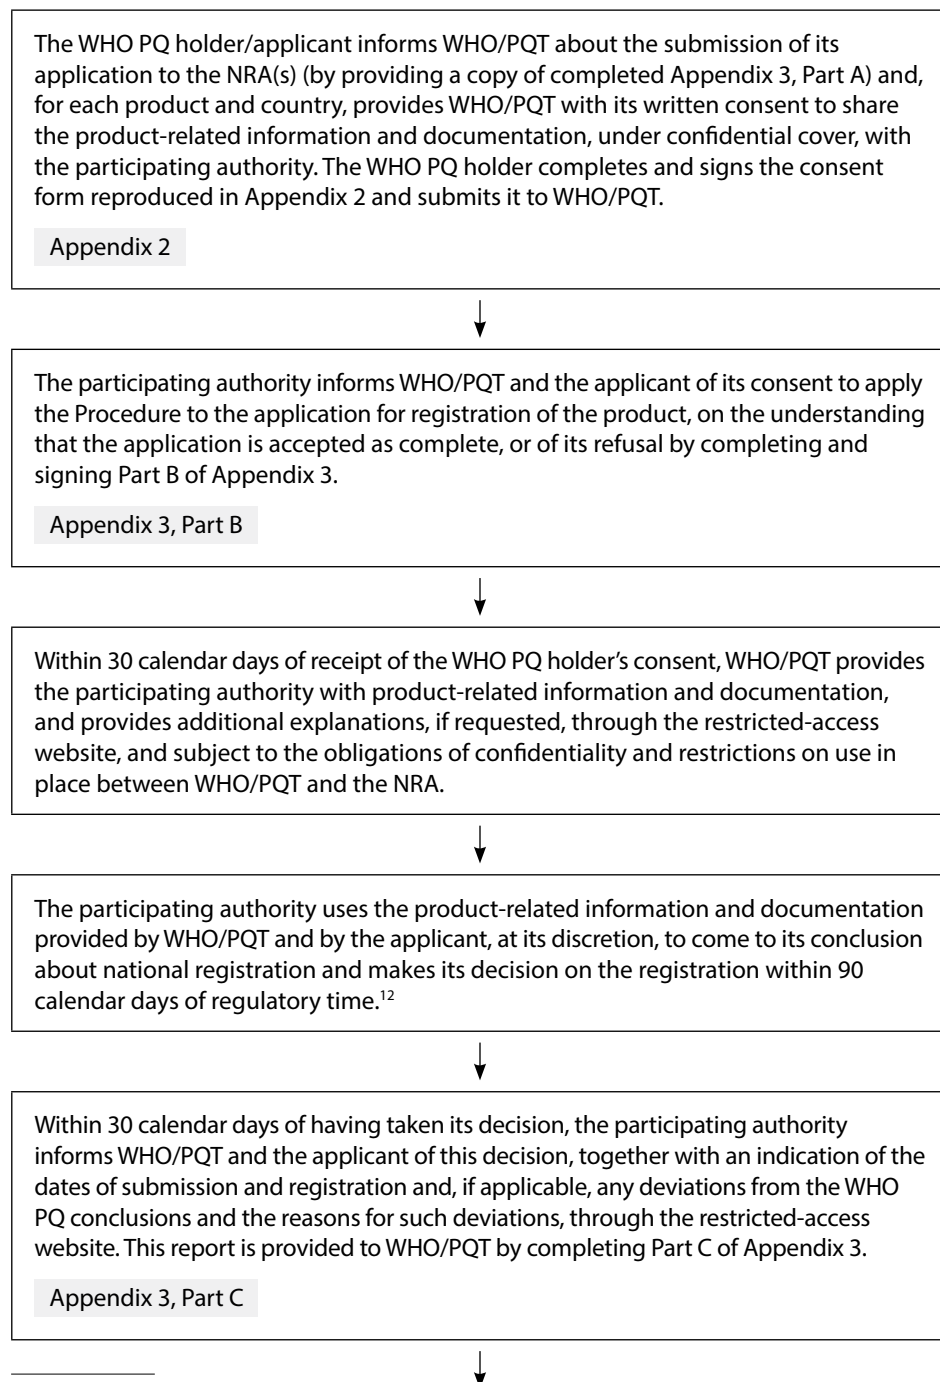 The WHO PQ holder/applicant informs WHO/PQT about the submission of its
application to the NRA(s) (by providing a copy of completed Appendix 3, Part A) and,
for each product and country, provides WHO/PQT with its written consent to share
the product-related information and documentation, under confidential cover, with
the participating authority. The WHO PQ holder completes and signs the consent
form reproduced in Appendix 2 and submits it to WHO/PQT.
Appendix 2
The participating authority informs WHO/PQT and the applicant of its consent to apply
the Procedure to the application for registration of the product, on the understanding
that the application is accepted as complete, or of its refusal by completing and
signing Part B of Appendix 3.
Appendix 3, Part B
Within 30 calendar days of receipt of the WHO PQ holder's consent, WHO/PQT provides
the participating authority with product-related information and documentation,
and provides additional explanations, if requested, through the restricted-access
website, and subject to the obligations of confidentiality and restrictions on use in
place between WHO/PQT and the NRA.
The participating authority uses the product-related information and documentation
provided by WHO/PQT and by the applicant, at its discretion, to come to its conclusion
about national registration and makes its decision on the registration within 90
calendar days of regulatory time.12
Within 30 calendar days of having taken its decision, the participating authority
informs WHO/PQT and the applicant of this decision, together with an indication of the
dates of submission and registration and, if applicable, any deviations from the WHO
PQ conclusions and the reasons for such deviations, through the restricted-access
website. This report is provided to WHO/PQT by completing Part C of Appendix 3.
Appendix 3, Part C